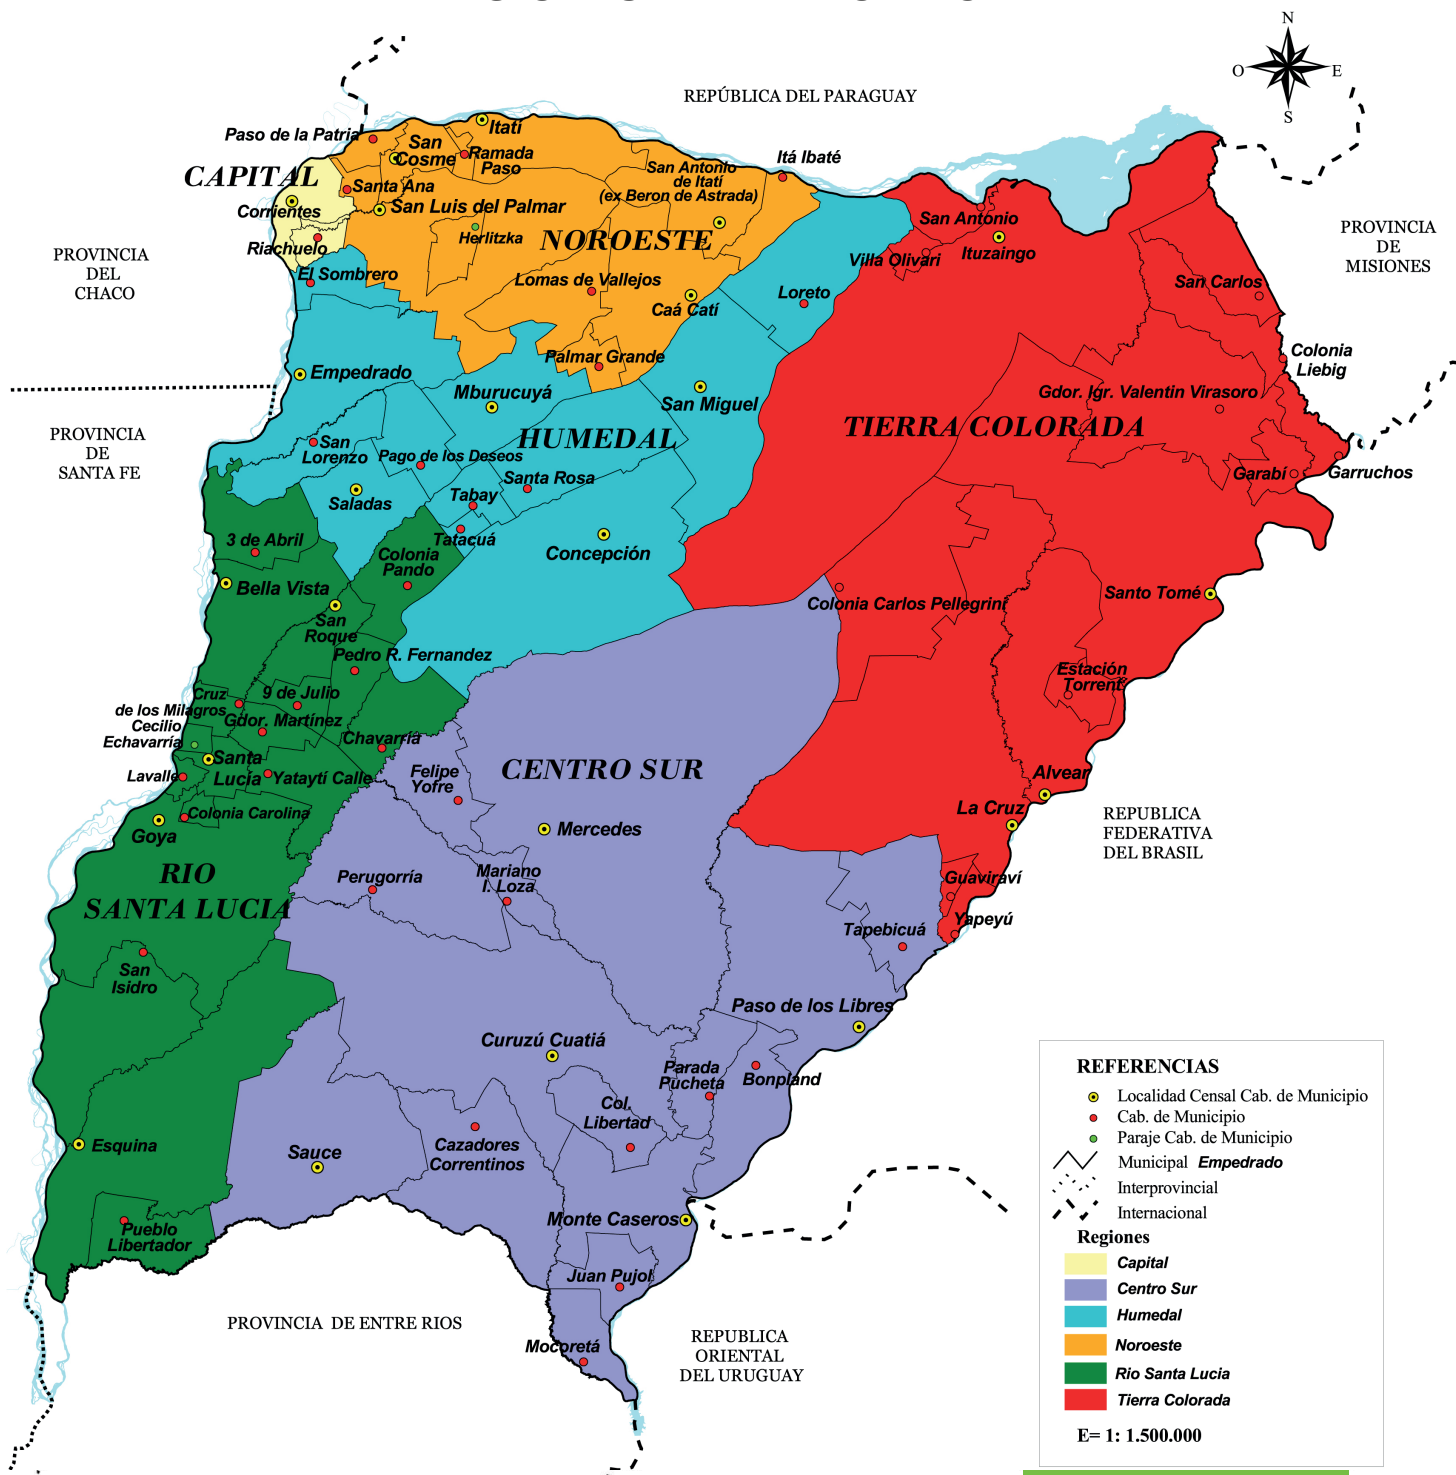 N
O
E
S
REPÚBLICA DEL PARAGUAY
Paso de la Patria
Itatí
San
Cosme
Ramada
Paso
Itá Ibaté
CAPITAL
Santa Ana
San Antonio
de Itatí
(ex Beron de Astrada)
Corrientes
San Luis del Palmar
Herlitzka
NOROESTE
San Antonio
Ituzaingo
Villa Olivari
PROVINCIA
DE
MISIONES
PROVINCIA
DEL
CHACO
Riachuelo
El Sombrero
Lomas de Vallejos
Caá Catí
Loreto
San Carlos
Palmar Grande
Colonia
Liebig
Empedrado
Mburucuyá
San Miguel
Gdor. Igr. Valentin Virasoro
PROVINCIA
DE
SANTA FE
San
Lorenzo
HUMEDAL
TIERRA COLORADA
Pago de los Deseos
Santa Rosa
Garabí
Garruchos
Saladas
Tabay
Tatacuá
3 de Abril
Colonia
Pando
Concepción
Bella Vista
San
Roque
Colonia Carlos Pellegrini
Santo Tomé
Pedro R. Fernandez
Estación
Torrent
Cruz
de los Milagros
9 de Julio
Cecilio
Echavarría
Gdor. Martínez
Chavarría
Santa
Lucía
Lavalle
Yataytí Calle
Felipe
Yofre
CENTRO SUR
Alvear
Colonia Carolina
La Cruz
Goya
Mercedes
REPUBLICA
FEDERATIVA
DEL BRASIL
RIO
SANTA LUCIA
Perugorría
Mariano
I. Loza
Guaviraví
Yapeyú
Tapebicuá
San
Isidro
Paso de los Libres
Curuzú Cuatiá
Parada
Pucheta
Bonpland
Col.
Libertad
Esquina
Sauce
Cazadores
Correntinos
Pueblo
Libertador
Monte Caseros
Juan Pujol
PROVINCIA DE ENTRE RIOS
Mocoretá
REPUBLICA
ORIENTAL
DEL URUGUAY
REFERENCIAS
Localidad Censal Cab. de Municipio
Cab. de Municipio
Paraje Cab. de Municipio
Municipal Empedrado
Interprovincial
Internacional
Regiones
Capital
Centro Sur
Humedal
Noroeste
Rio Santa Lucia
Tierra Colorada
E= 1: 1.500.000